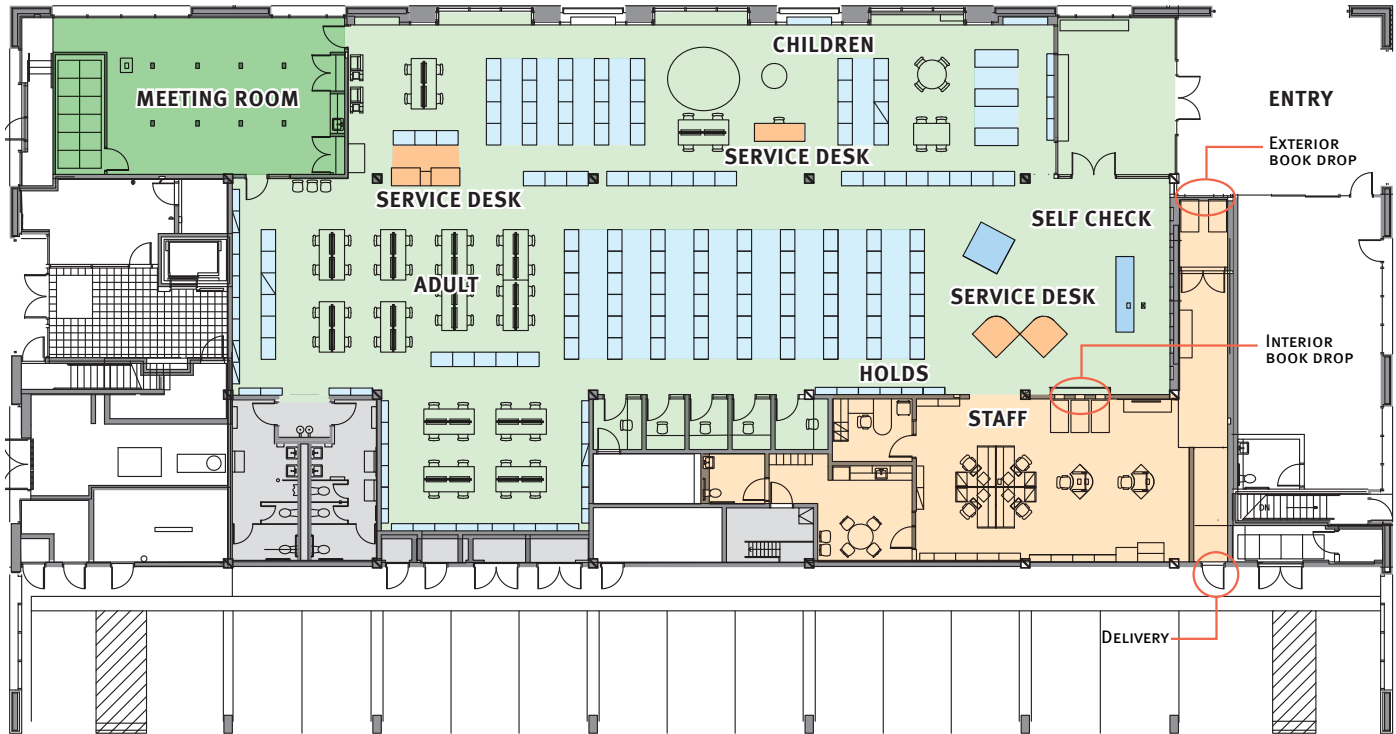 CHILDREN
MEETING ROOM
ENTRY
EXTERIOR
BOOK DROP
SERVICE DESK
SERVICE DESK
SELF CHECK
ADULT
SERVICE DESK
INTERIOR
BOOK DROP
HOLDS
STAFF
DN
DELIVERY